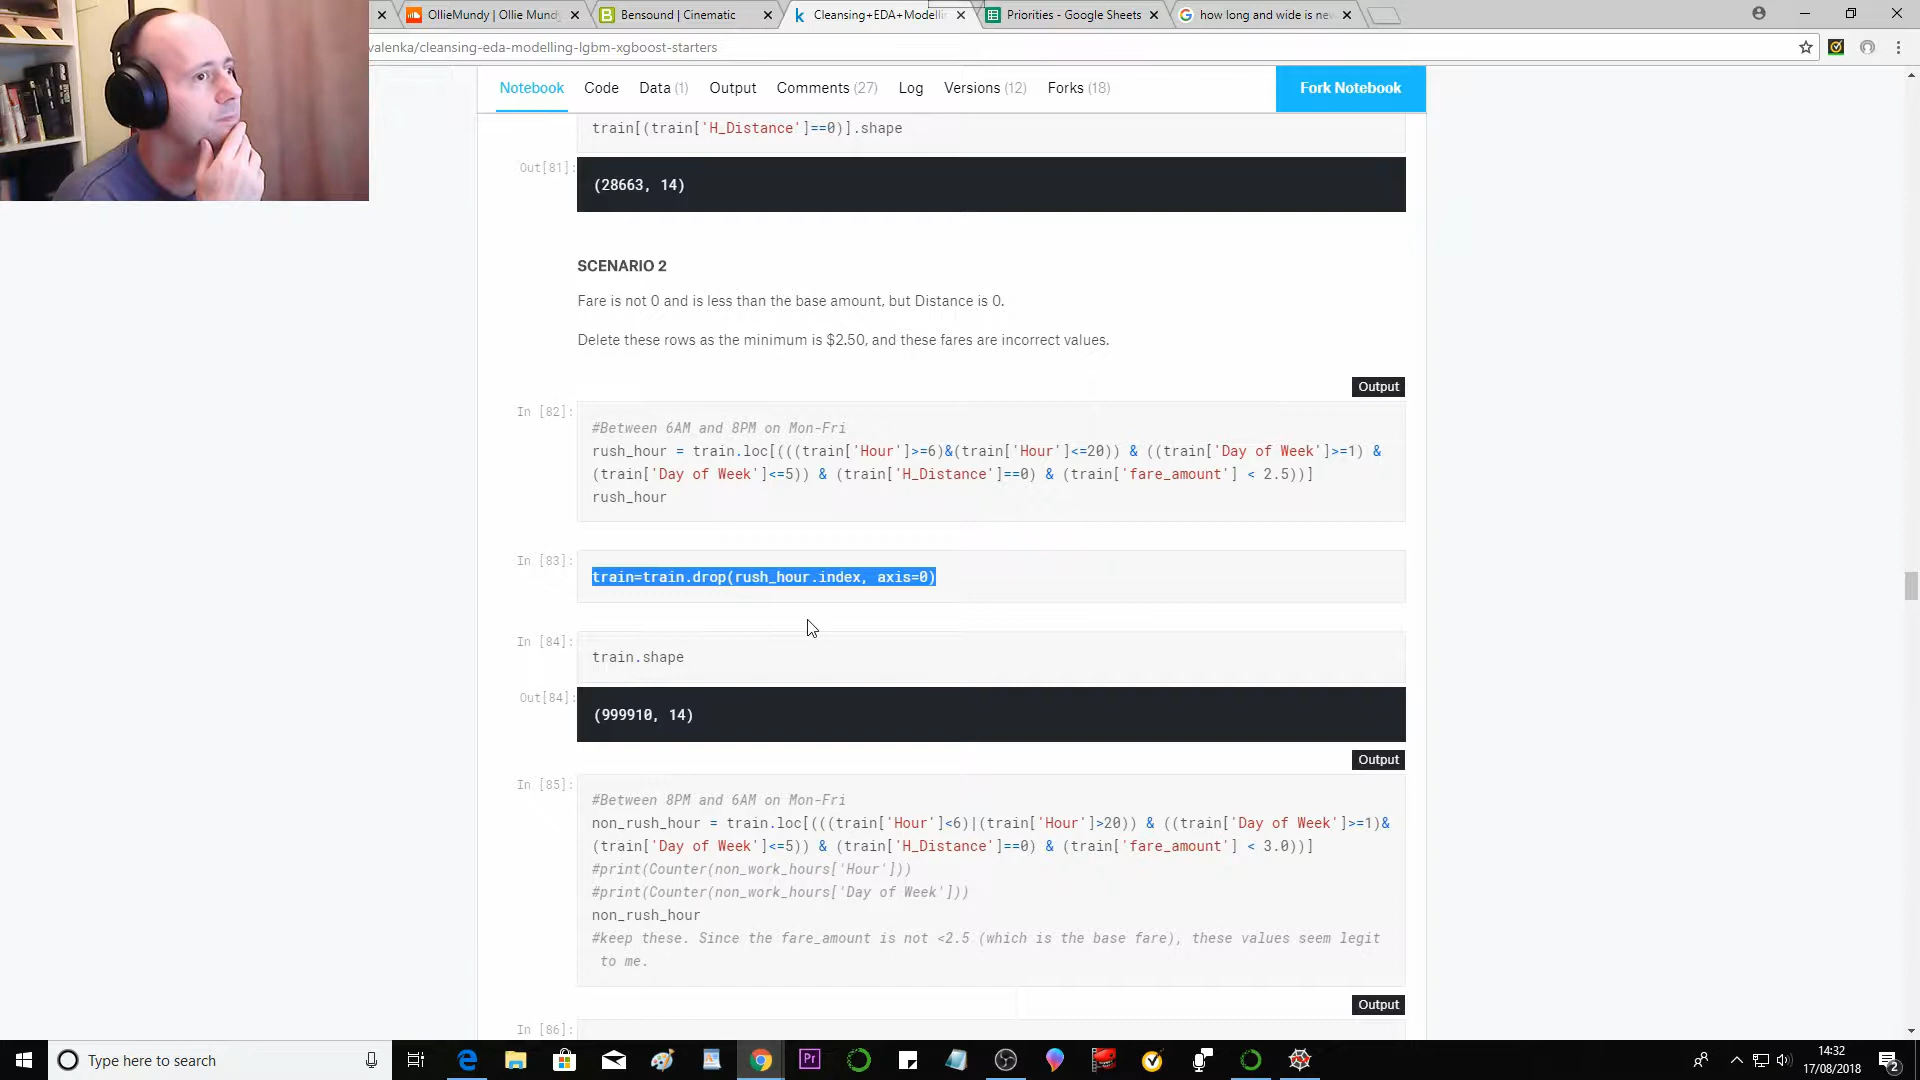 OllieMundy | Ollie Mund
Bensound | Cinematic
Cleansing+EDA+Modelli
Priorities - Google Sheets
how long and wide is new
valenka/cleansing-eda-modelling-lgbm-xgboost-starters
Notebook Code Data (1) Output Comments (27) Log Versions (12) Forks (18) Fork Notebook
train[(train['H_Distance']==0)].shape
Out[81]:
(28663, 14)
SCENARIO 2
Fare is not 0 and is less than the base amount, but Distance is 0.
Delete these rows as the minimum is $2.50, and these fares are incorrect values.
Output
In [82]:
#Between 6AM and 8PM on Mon-Fri
rush_hour = train.loc[(((train['Hour']>=6)&(train['Hour']<=20)) & ((train['Day of Week']>=1) &
(train['Day of Week']<=5)) & (train['H_Distance']==0) & (train['fare_amount'] < 2.5))]
rush_hour
In [83]:
train=train.drop(rush_hour.index, axis=0)
In [84]:
train.shape
Out[84]:
(999910, 14)
Output
In [85]:
#Between 8PM and 6AM on Mon-Fri
non_rush_hour = train.loc[(((train['Hour']<6)|(train['Hour']>20)) & ((train['Day of Week']>=1)&
(train['Day of Week']<=5)) & (train['H_Distance']==0) & (train['fare_amount'] < 3.0))]
#print(Counter(non_work_hours['Hour']))
#print(Counter(non_work_hours['Day of Week']))
non_rush_hour
#keep these. Since the fare_amount is not <2.5 (which is the base fare), these values seem legit
to me.
Output
In [86]:
Type here to search
Pr
14:32
17/08/2018
2